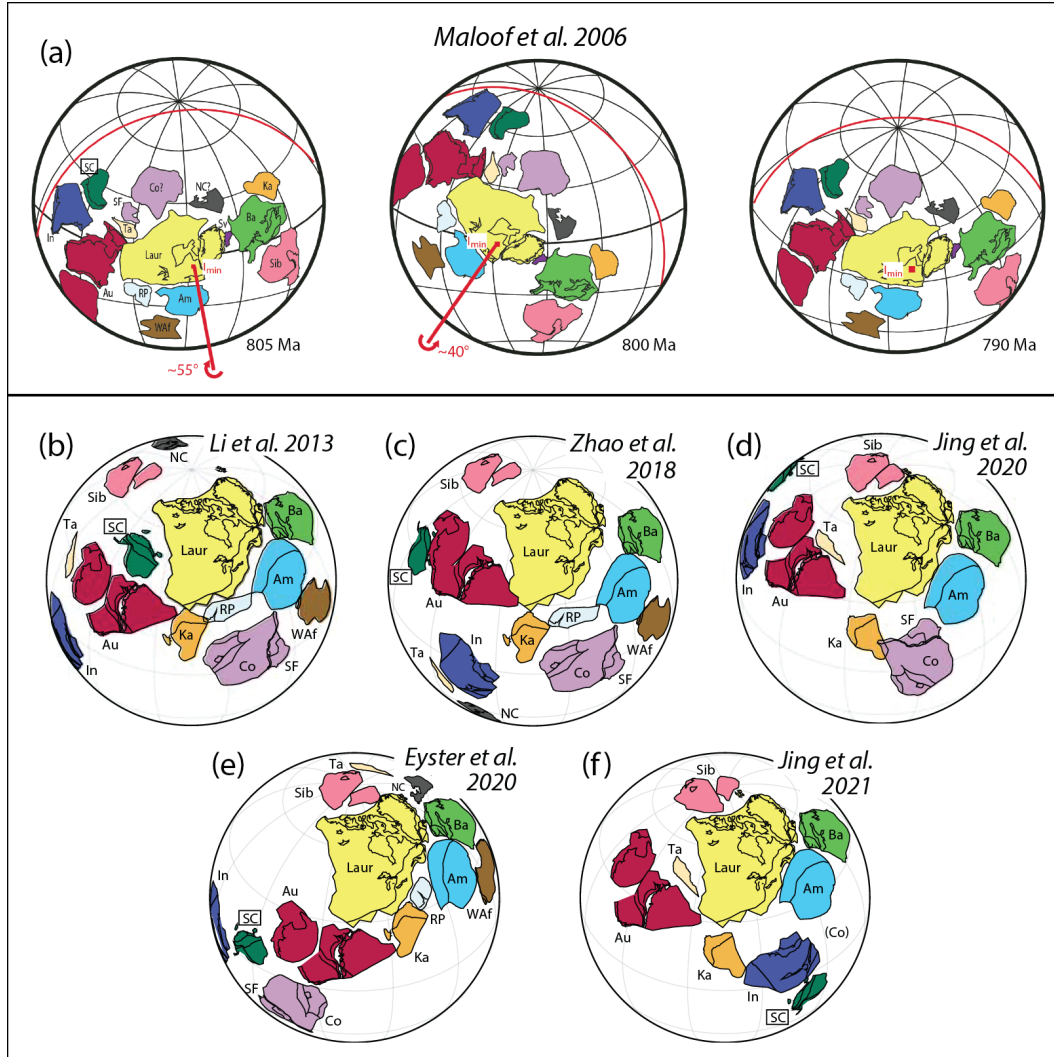 Maloof et al. 2006
(a)
SC
Co?
NC?
Ka
SF
In
Ta
Sv
Ba
Laur
Imin
Sib
Au
RP
Am
WAf
805 Ma
~55°
Imin
~40°
800 Ma
Imin
790 Ma
(b)
Li et al. 2013
NC
Sib
Ta
SC
Laur
Ba
Am
RP
WAf
Au
Ka
In
Co
SF
(c)
Zhao et al.
2018
Sib
Laur
Ba
SC
Au
Am
RP
Ka
In
WAf
Ta
Co
SF
NC
(d)
Jing et al.
2020
Sib
SC
Ta
Laur
Ba
In
Au
Am
SF
Ka
Co
(e)
Eyster et al.
2020
Ta
Sib
NC
Ba
Laur
In
Au
Am
WAf
SC
RP
Ka
SF
Co
(f)
Jing et al.
2021
Sib
Ba
Ta
Laur
Am
Au
(Co)
Ka
In
SC